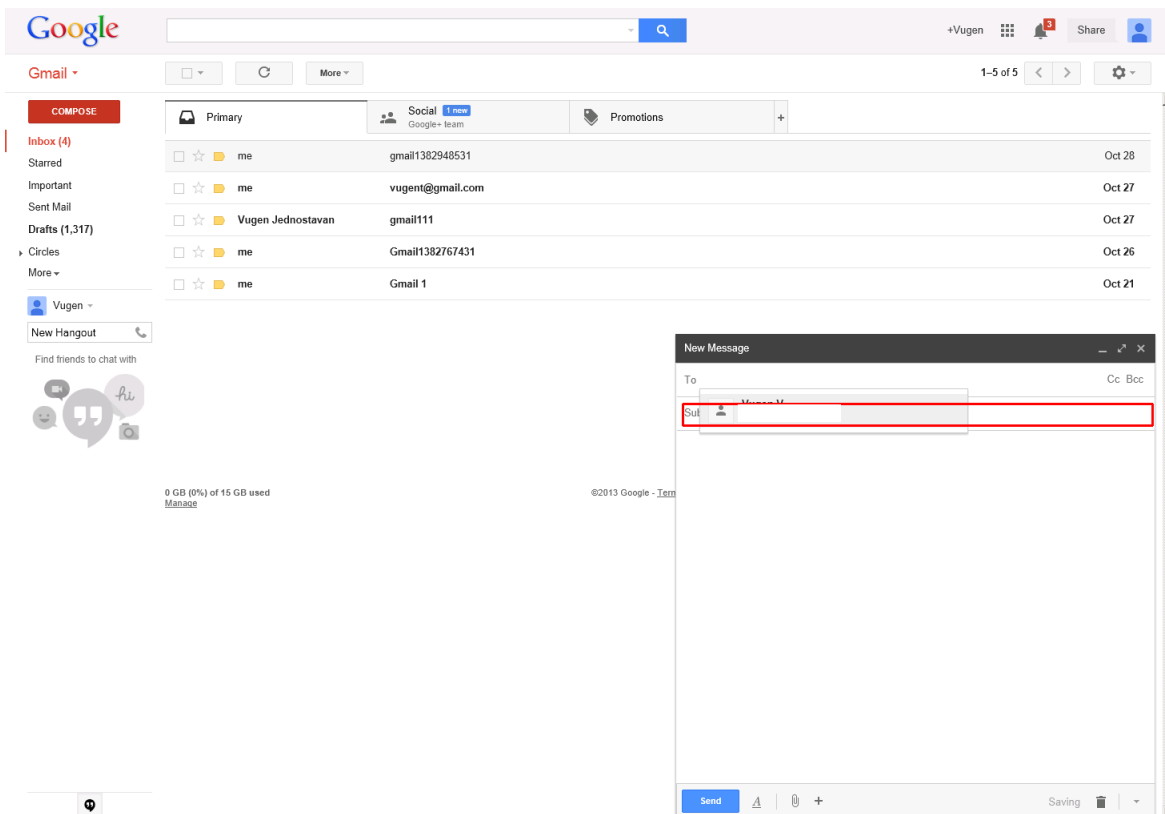 Google
+Vugen
3
Share
Gmail
More
1–5 of 5
COMPOSE
Inbox (4)
Starred
Important
Sent Mail
Drafts (1,317)
Circles
More
Vugen
New Hangout
Find friends to chat with
hi
Primary
Social 1 new
Google+ team
Promotions
+
me gmail1382948531 Oct 28
me vugent@gmail.com Oct 27
Vugen Jednostavan gmail111 Oct 27
me Gmail1382767431 Oct 26
me Gmail 1 Oct 21
0 GB (0%) of 15 GB used
Manage
©2013 Google - Term
New Message
To
Cc Bcc
Vugen V
Sub
Send A
Saving